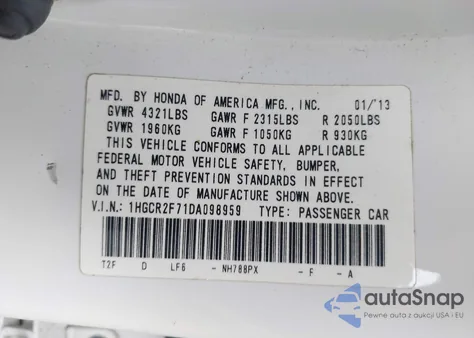 MFD. BY HONDA OF AMERICA MFG., INC. 01/'13
GVWR 4321LBS GAWR F 2315LBS R 2050LBS
GVWR 1960KG GAWR F 1050KG R 930KG
THIS VEHICLE CONFORMS TO ALL APPLICABLE
FEDERAL MOTOR VEHICLE SAFETY, BUMPER,
AND THEFT PREVENTION STANDARDS IN EFFECT
ON THE DATE OF MANUFACTURE SHOWN ABOVE.
V.I.N.: 1HGCR2F71DA098959 TYPE: PASSENGER CAR
T2F D LF6 - NH788PX - F - A
autoSnap
Pewne auta z USA i EU